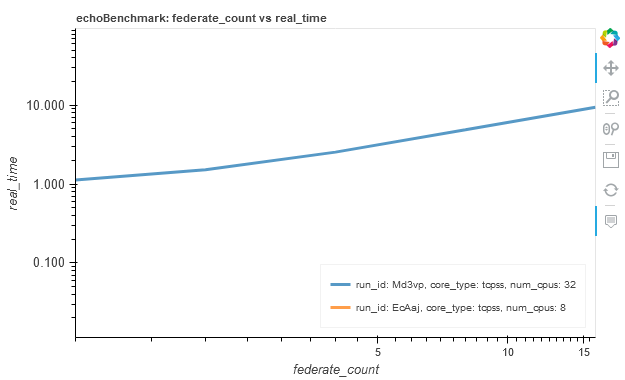 echoBenchmark: federate_count vs real_time
10.000
1.000
0.100
real_time
run_id: Md3vp, core_type: tcpss, num_cpus: 32
run_id: EcAaj, core_type: tcpss, num_cpus: 8
5
10
15
federate_count